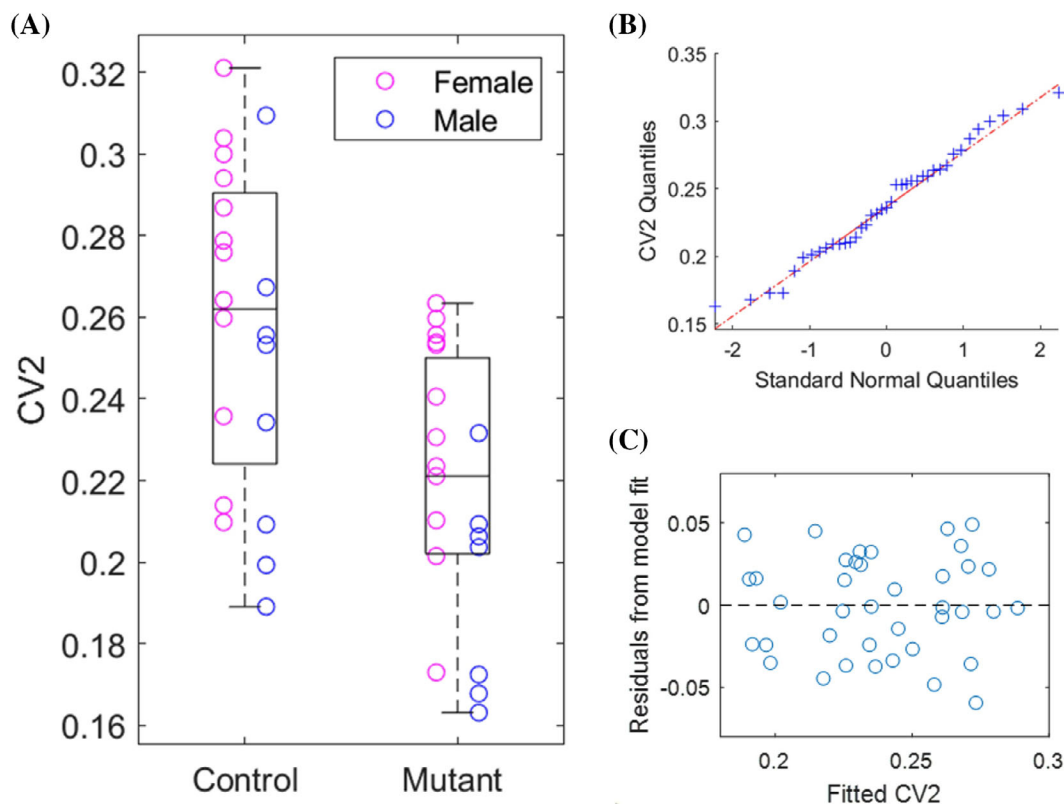 (A)
CV2
0.32
0.3
0.28
0.26
0.24
0.22
0.2
0.18
0.16
Female
Male
Control
Mutant
(B)
CV2 Quantiles
0.35
0.3
0.25
0.2
0.15
-2
-1
0
1
2
Standard Normal Quantiles
(C)
Residuals from model fit
0.05
0
-0.05
0.2
0.25
0.3
Fitted CV2